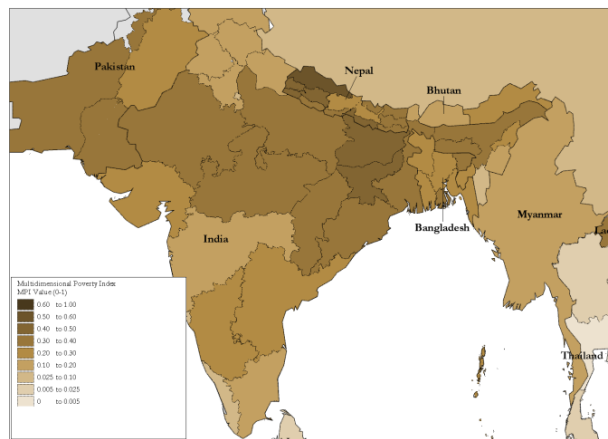 Pakistan
Nepal
Bhutan
India
Bangladesh
Myanmar
Thailand
Multidimensional Poverty Index
MPI Value (0-1)
0.60 to 1.00
0.50 to 0.60
0.40 to 0.50
0.30 to 0.40
0.20 to 0.30
0.10 to 0.20
0.025 to 0.10
0.005 to 0.025
0 to 0.005